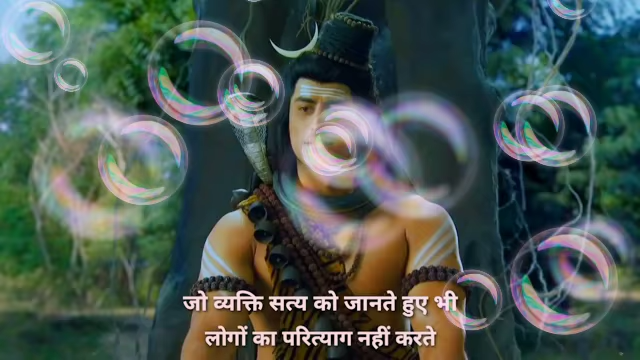 जो व्यक्ति सत्य को जानते हुए भी
लोगों का परित्याग नहीं करते